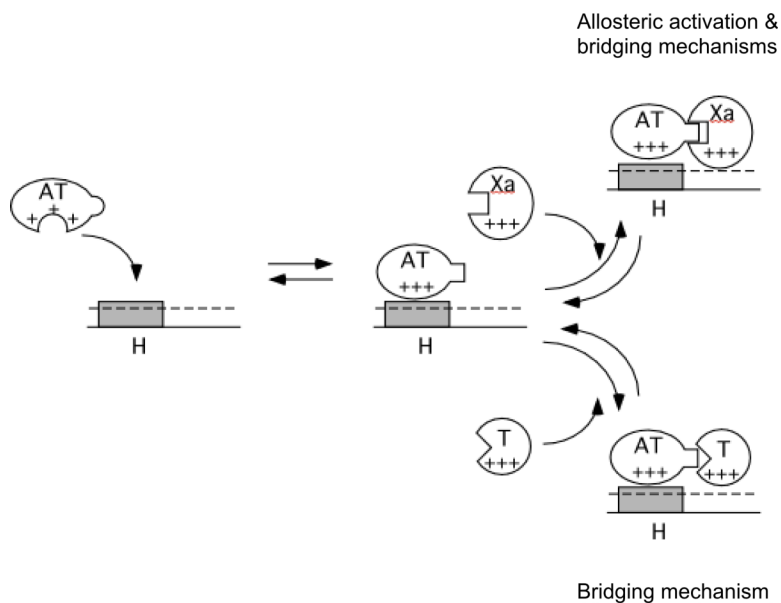 Allosteric activation &
bridging mechanisms
AT
+ + +
H
AT
+++
H
Xa
+++
AT
+++
Xa
+++
H
T
+++
AT
+++
T
+++
H
Bridging mechanism